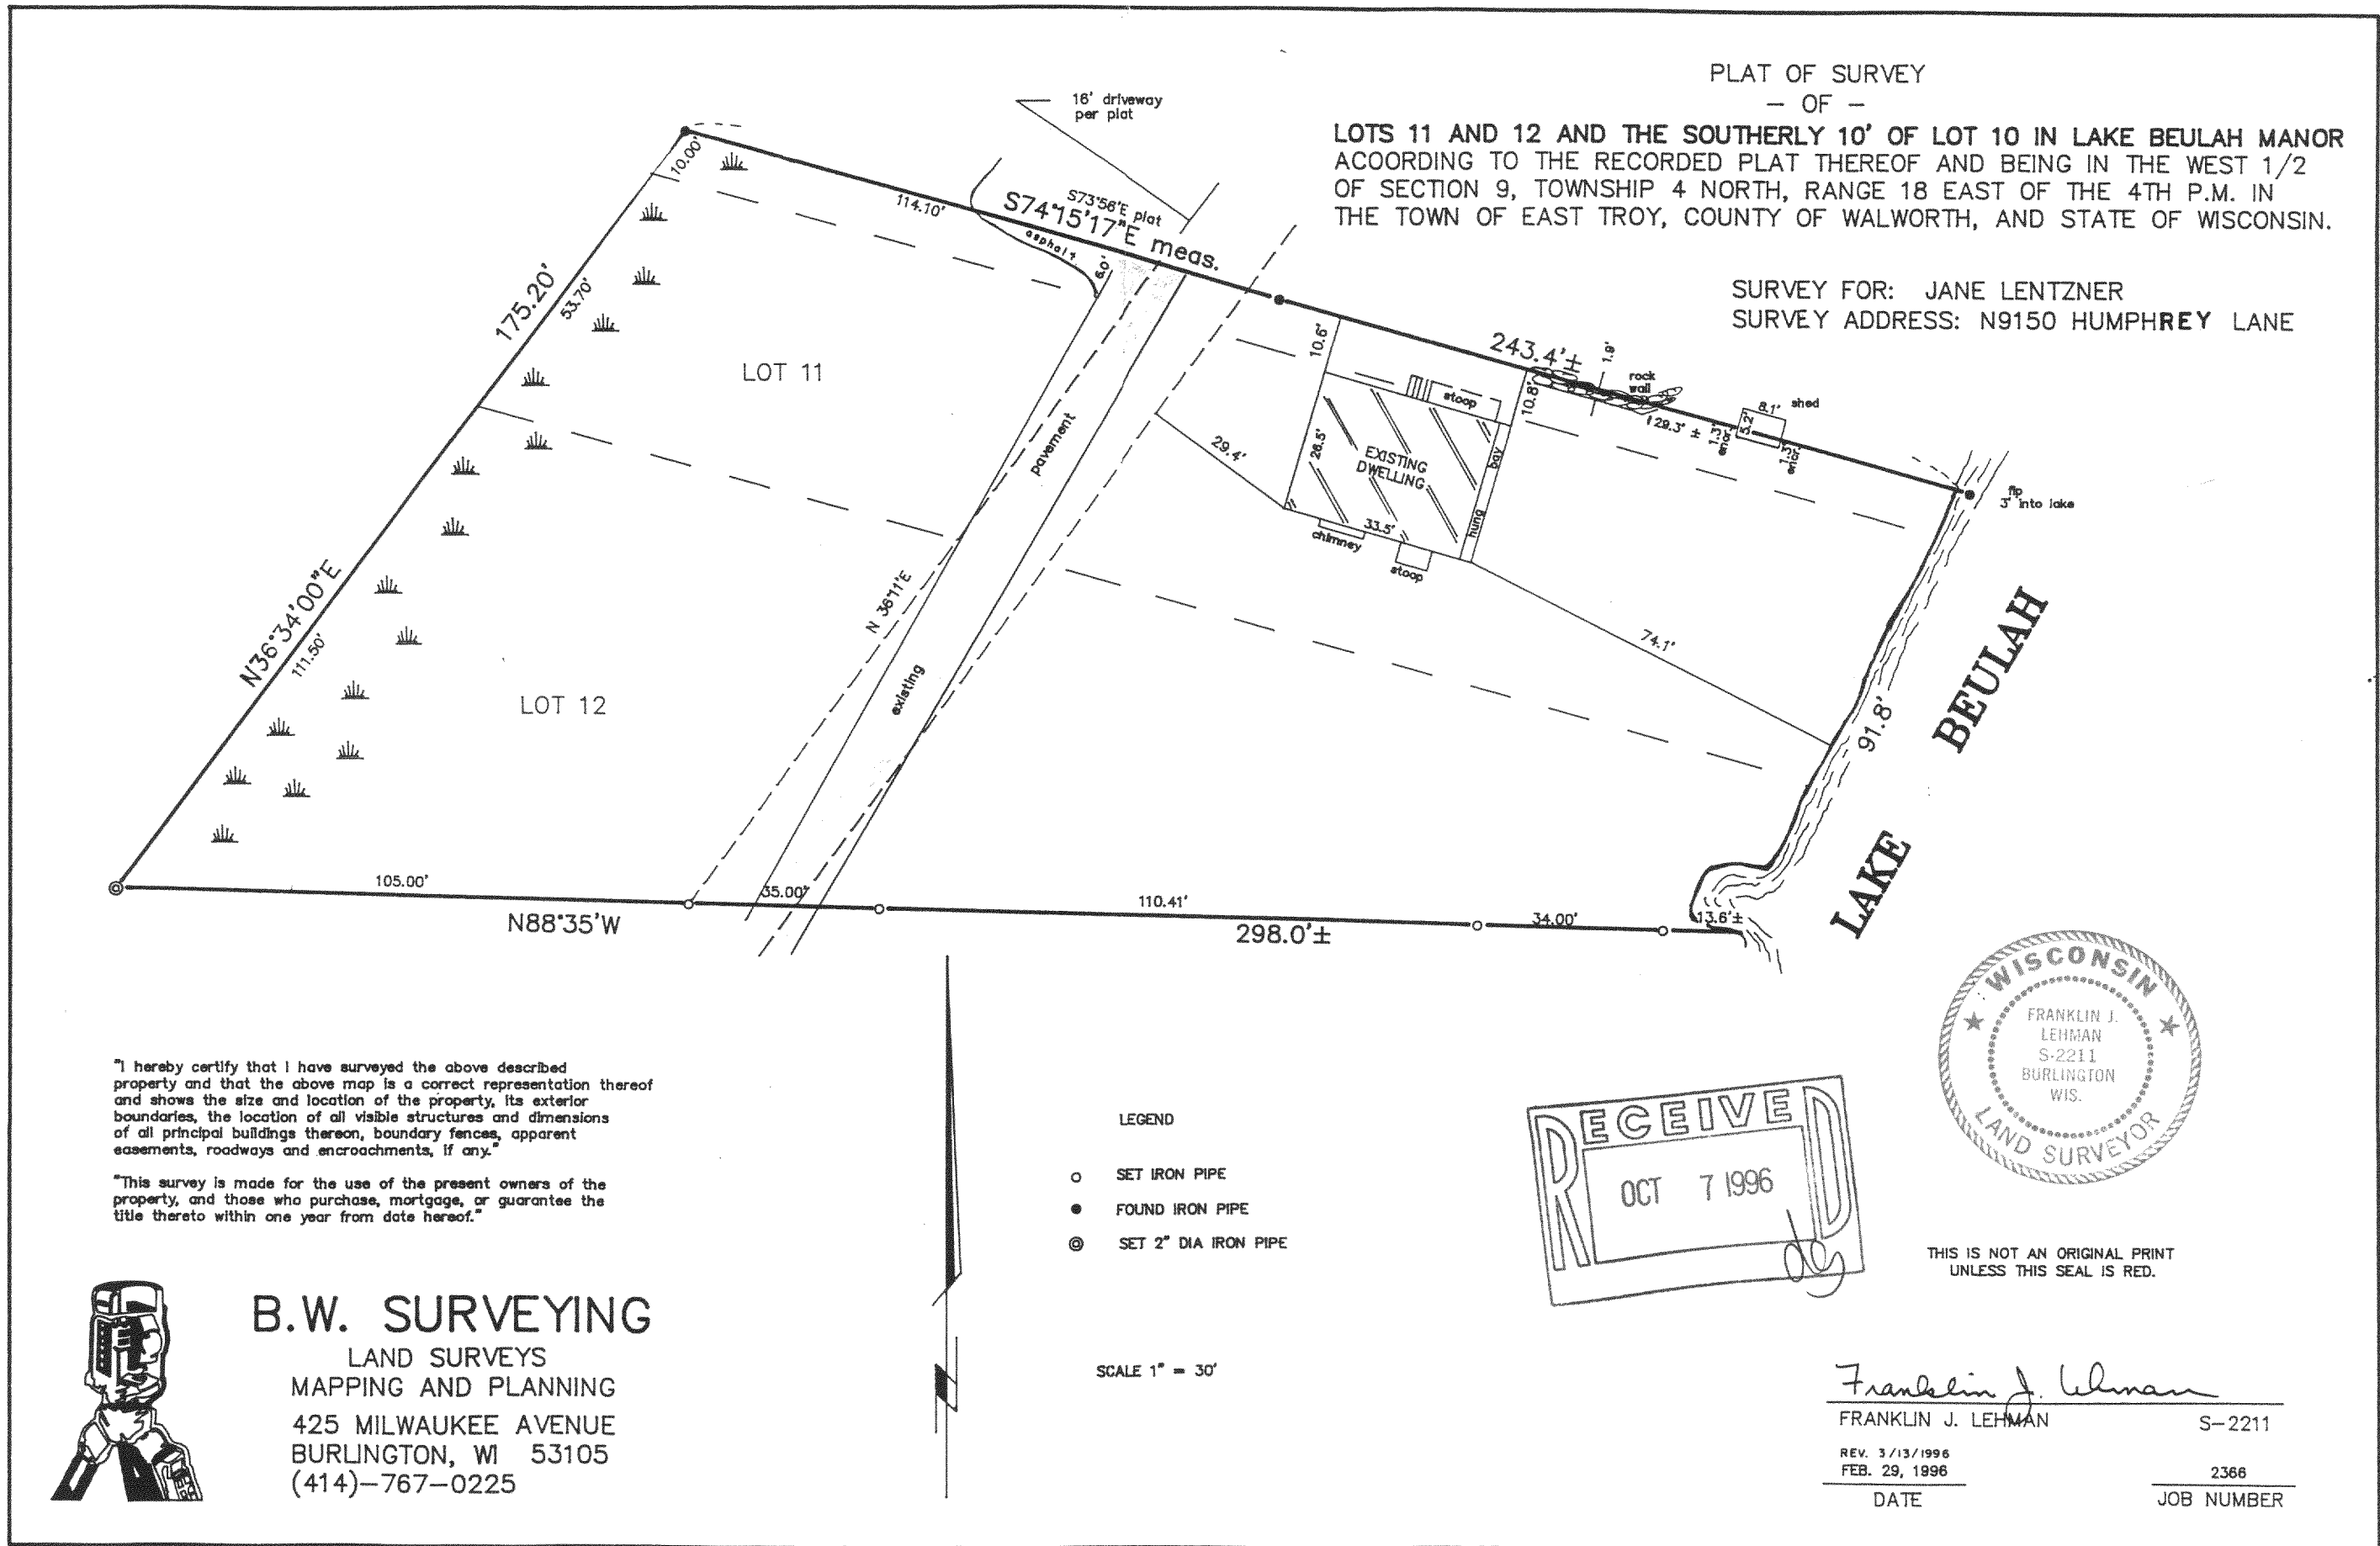 PLAT OF SURVEY
- OF -
LOTS 11 AND 12 AND THE SOUTHERLY 10' OF LOT 10 IN LAKE BEULAH MANOR
ACOORDING TO THE RECORDED PLAT THEREOF AND BEING IN THE WEST 1/2
OF SECTION 9, TOWNSHIP 4 NORTH, RANGE 18 EAST OF THE 4TH P.M. IN
THE TOWN OF EAST TROY, COUNTY OF WALWORTH, AND STATE OF WISCONSIN.
SURVEY FOR: JANE LENTZNER
SURVEY ADDRESS: N9150 HUMPHREY LANE
16' driveway
per plat
10.00'
114.10'
S73°56'E plat
S74°15'17"E meas.
asphalt
6.0'
175.20'
53.70'
LOT 11
pavement
10.6'
243.4'±
1.9'
rock
wall
10.8'
stoop
129.3' ±
1.3'
encr.
5.2'
8.1'
shed
1.3'
encr.
fip
3' into lake
29.4'
26.5'
EXISTING
DWELLING
bay
hung
33.5'
chimney
stoop
N36°34'00"E
111.50'
N 36°11'E
LOT 12
existing
74.1'
91.8'
LAKE BEULAH
105.00'
35.00'
110.41'
34.00'
13.6'±
N88°35'W
298.0'±
"I hereby certify that I have surveyed the above described
property and that the above map is a correct representation thereof
and shows the size and location of the property, its exterior
boundaries, the location of all visible structures and dimensions
of all principal buildings thereon, boundary fences, apparent
easements, roadways and encroachments, if any."
"This survey is made for the use of the present owners of the
property, and those who purchase, mortgage, or guarantee the
title thereto within one year from date hereof."
B.W. SURVEYING
LAND SURVEYS
MAPPING AND PLANNING
425 MILWAUKEE AVENUE
BURLINGTON, WI 53105
(414)-767-0225
LEGEND
SET IRON PIPE
FOUND IRON PIPE
SET 2" DIA IRON PIPE
SCALE 1" = 30'
RECEIVED
OCT 7 1996
WISCONSIN
FRANKLIN J.
LEHMAN
S-2211
BURLINGTON
WIS.
LAND SURVEYOR
THIS IS NOT AN ORIGINAL PRINT
UNLESS THIS SEAL IS RED.
Franklin J. Lehman
FRANKLIN J. LEHMAN S-2211
REV. 3/13/1996
FEB. 29, 1996
DATE
2366
JOB NUMBER